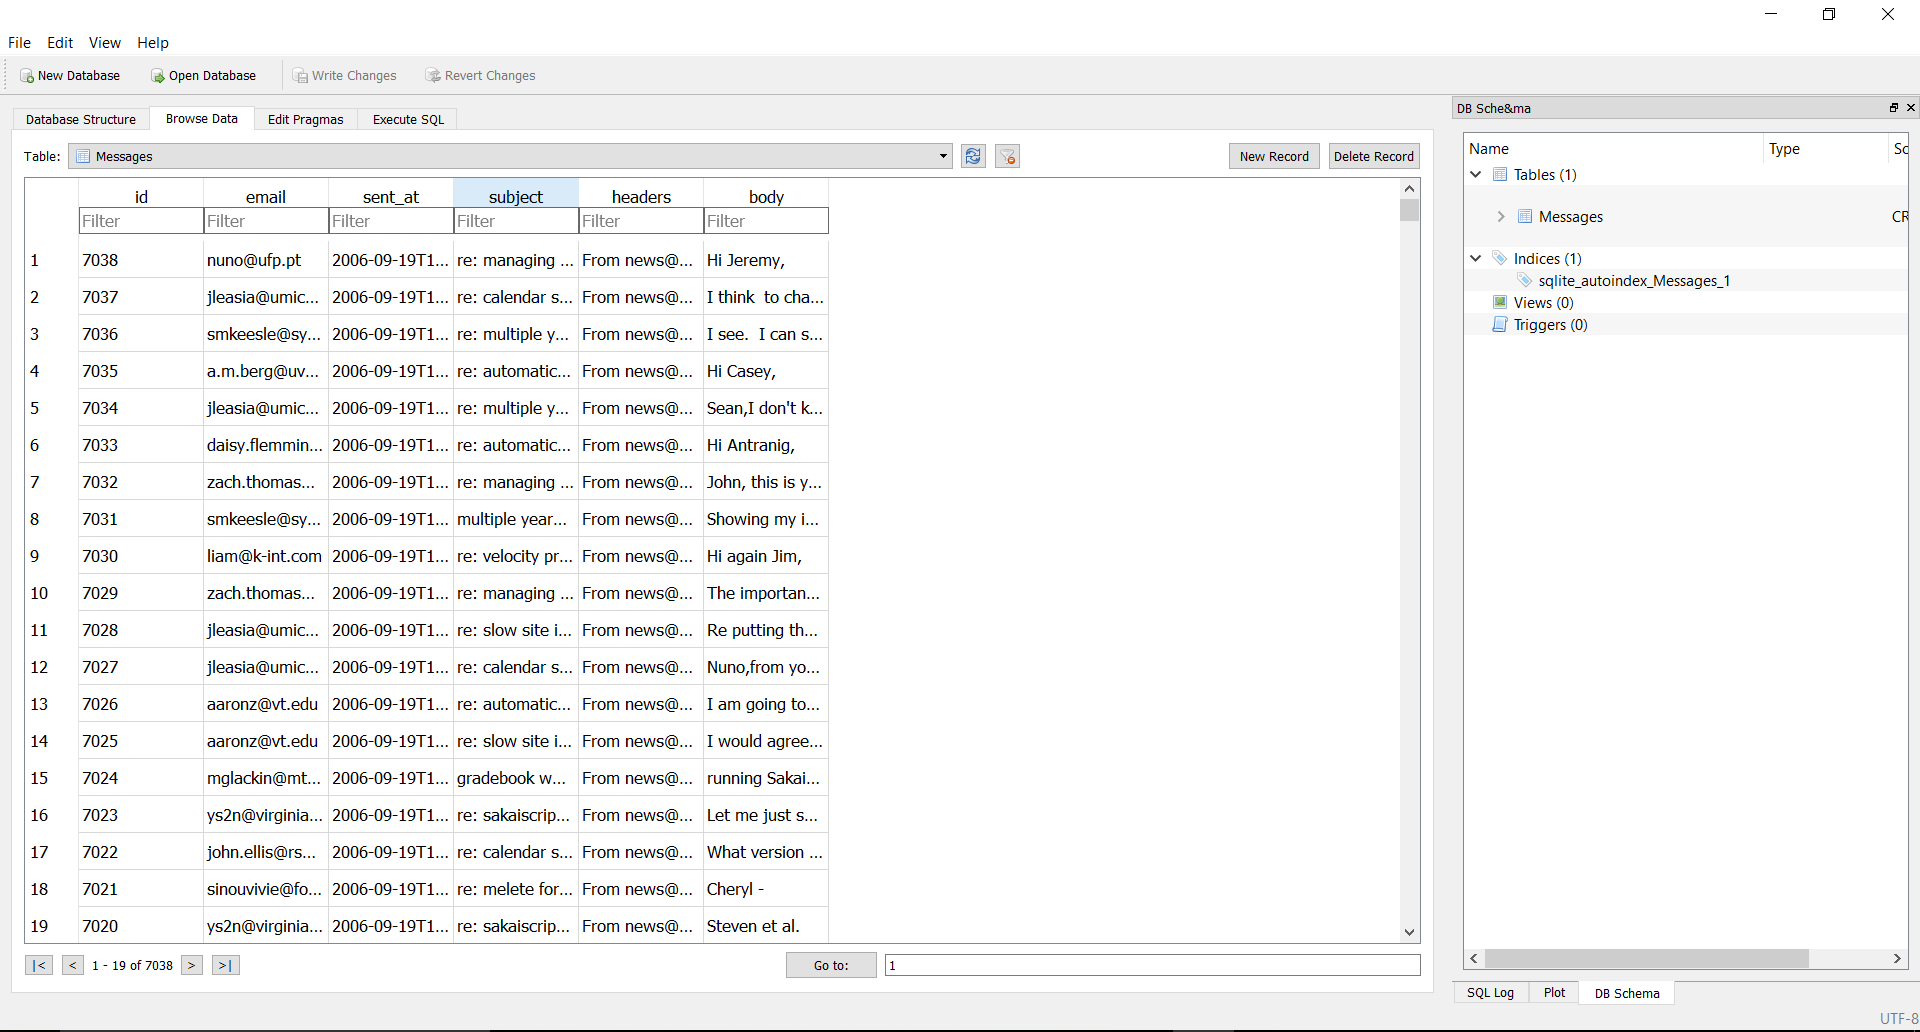 File Edit View Help
New Database Open Database Write Changes Revert Changes
Database Structure Browse Data Edit Pragmas Execute SQL
Table: Messages New Record Delete Record
id email sent_at subject headers body
Filter Filter Filter Filter Filter Filter
1 7038 nuno@ufp.pt 2006-09-19T1... re: managing ... From news@... Hi Jeremy,
2 7037 jleasia@umic... 2006-09-19T1... re: calendar s... From news@... I think  to cha...
3 7036 smkeesle@sy... 2006-09-19T1... re: multiple y... From news@... I see.  I can s...
4 7035 a.m.berg@uv... 2006-09-19T1... re: automatic... From news@... Hi Casey,
5 7034 jleasia@umic... 2006-09-19T1... re: multiple y... From news@... Sean,I don't k...
6 7033 daisy.flemmin... 2006-09-19T1... re: automatic... From news@... Hi Antranig,
7 7032 zach.thomas... 2006-09-19T1... re: managing ... From news@... John, this is y...
8 7031 smkeesle@sy... 2006-09-19T1... multiple year... From news@... Showing my i...
9 7030 liam@k-int.com 2006-09-19T1... re: velocity pr... From news@... Hi again Jim,
10 7029 zach.thomas... 2006-09-19T1... re: managing ... From news@... The importan...
11 7028 jleasia@umic... 2006-09-19T1... re: slow site i... From news@... Re putting th...
12 7027 jleasia@umic... 2006-09-19T1... re: calendar s... From news@... Nuno,from yo...
13 7026 aaronz@vt.edu 2006-09-19T1... re: automatic... From news@... I am going to...
14 7025 aaronz@vt.edu 2006-09-19T1... re: slow site i... From news@... I would agree...
15 7024 mglackin@mt... 2006-09-19T1... gradebook w... From news@... running Sakai...
16 7023 ys2n@virginia... 2006-09-19T1... re: sakaiscrip... From news@... Let me just s...
17 7022 john.ellis@rs... 2006-09-19T1... re: calendar s... From news@... What version ...
18 7021 sinouvivie@fo... 2006-09-19T1... re: melete for... From news@... Cheryl -
19 7020 ys2n@virginia... 2006-09-19T1... re: sakaiscrip... From news@... Steven et al.
|< < 1 - 19 of 7038 > >| Go to: 1
DB Sche&ma
Name Type Sc
Tables (1)
Messages CR
Indices (1)
sqlite_autoindex_Messages_1
Views (0)
Triggers (0)
SQL Log Plot DB Schema
UTF-8